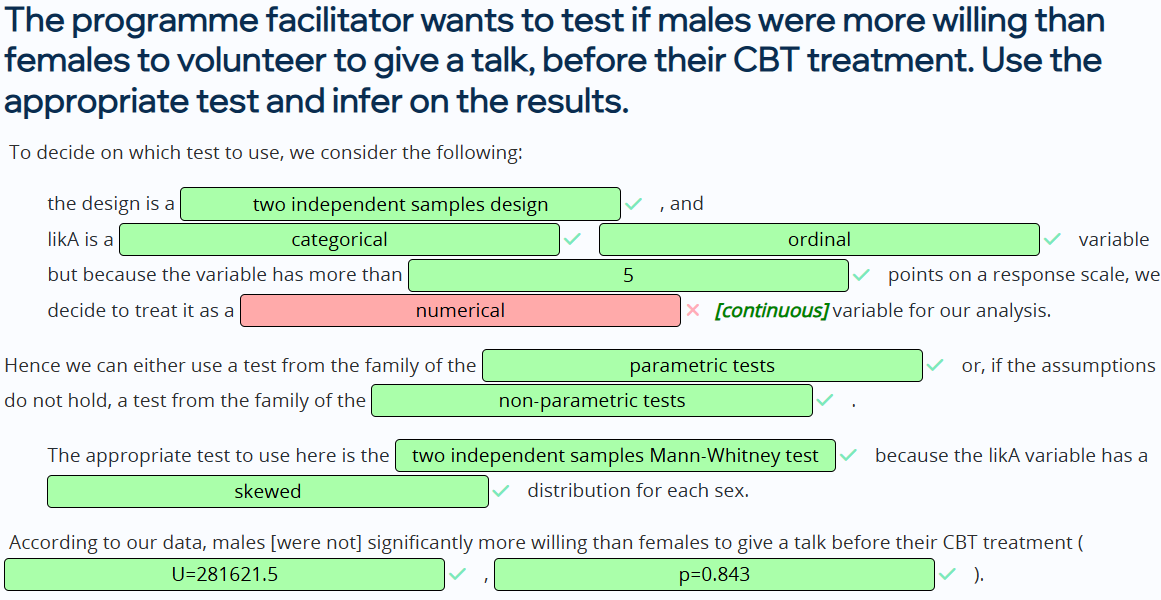 The programme facilitator wants to test if males were more willing than
females to volunteer to give a talk, before their CBT treatment. Use the
appropriate test and infer on the results.
To decide on which test to use, we consider the following:
the design is a two independent samples design ✓ , and
likA is a categorical ✓ ordinal ✓ variable
but because the variable has more than 5 ✓ points on a response scale, we
decide to treat it as a numerical ✗ [continuous] variable for our analysis.
Hence we can either use a test from the family of the parametric tests ✓ or, if the assumptions
do not hold, a test from the family of the non-parametric tests ✓ .
The appropriate test to use here is the two independent samples Mann-Whitney test ✓ because the likA variable has a
skewed ✓ distribution for each sex.
According to our data, males [were not] significantly more willing than females to give a talk before their CBT treatment (
U=281621.5 ✓ , p=0.843 ✓ ).